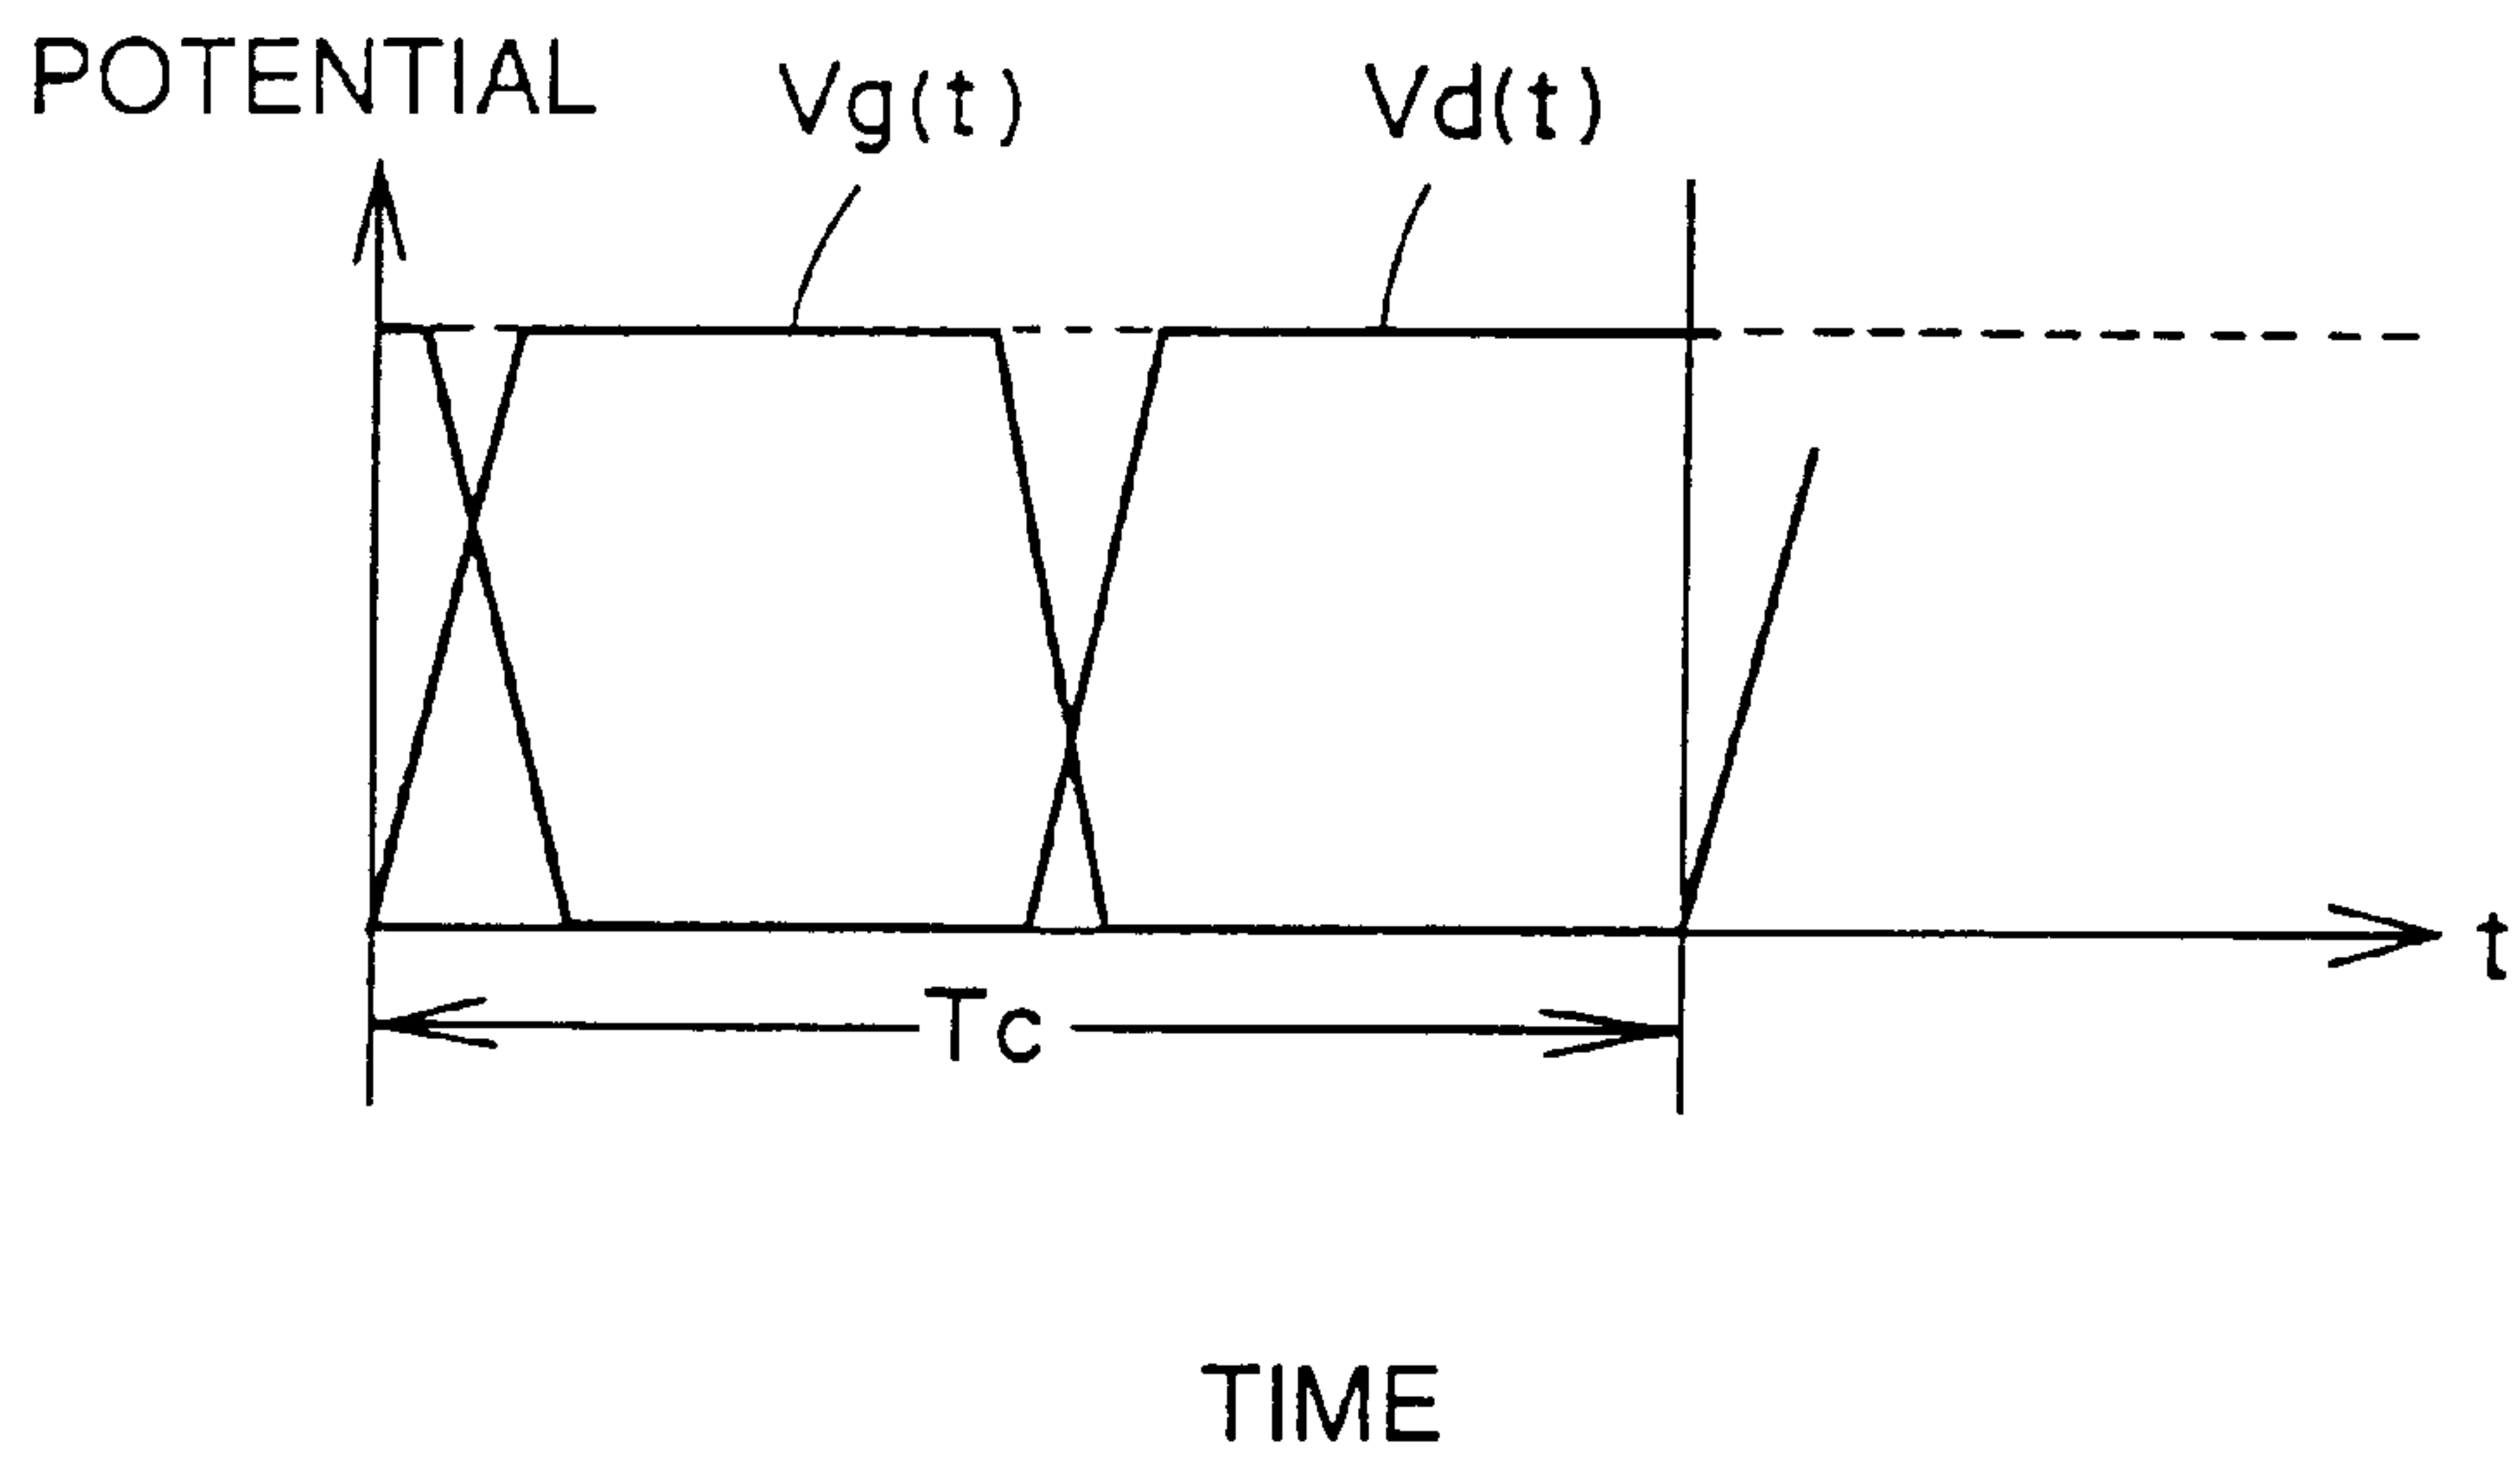 POTENTIAL
Vg(t)
Vd(t)
t
Tc
TIME